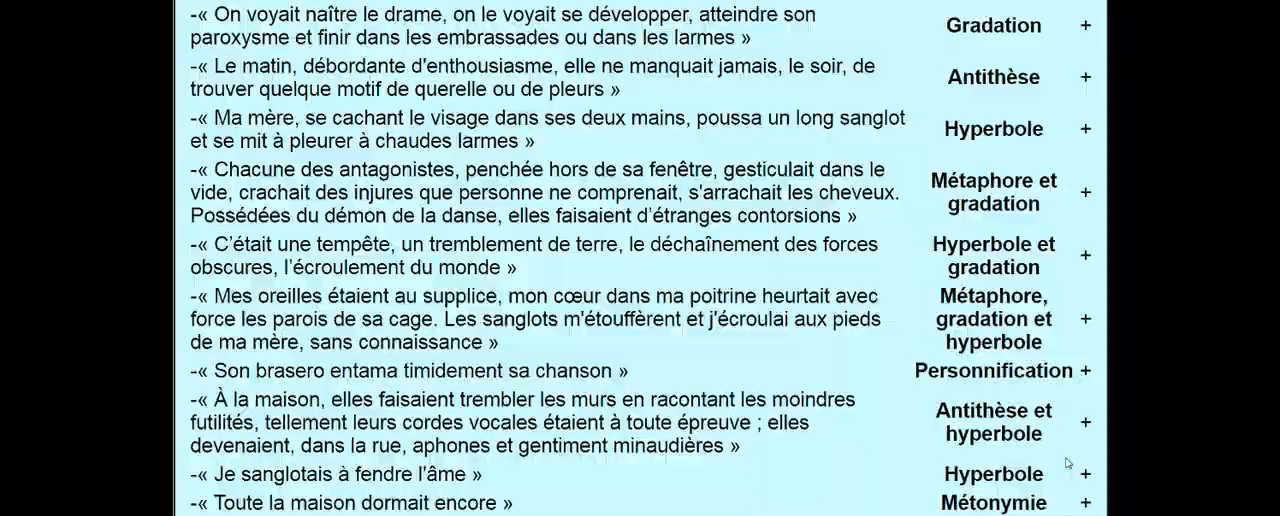 -« On voyait naître le drame, on le voyait se développer, atteindre son
paroxysme et finir dans les embrassades ou dans les larmes »
Gradation +
-« Le matin, débordante d'enthousiasme, elle ne manquait jamais, le soir, de
trouver quelque motif de querelle ou de pleurs »
Antithèse +
-« Ma mère, se cachant le visage dans ses deux mains, poussa un long sanglot
et se mit à pleurer à chaudes larmes »
Hyperbole +
-« Chacune des antagonistes, penchée hors de sa fenêtre, gesticulait dans le
vide, crachait des injures que personne ne comprenait, s'arrachait les cheveux.
Possédées du démon de la danse, elles faisaient d’étranges contorsions »
Métaphore et
gradation +
-« C’était une tempête, un tremblement de terre, le déchaînement des forces
obscures, l’écroulement du monde »
Hyperbole et
gradation +
-« Mes oreilles étaient au supplice, mon cœur dans ma poitrine heurtait avec
force les parois de sa cage. Les sanglots m'étouffèrent et j'écroulai aux pieds
de ma mère, sans connaissance »
Métaphore,
gradation et +
hyperbole
-« Son brasero entama timidement sa chanson »
Personnification +
-« À la maison, elles faisaient trembler les murs en racontant les moindres
futilités, tellement leurs cordes vocales étaient à toute épreuve ; elles
devenaient, dans la rue, aphones et gentiment minaudières »
Antithèse et
hyperbole +
-« Je sanglotais à fendre l'âme »
Hyperbole +
-« Toute la maison dormait encore »
Métonymie +